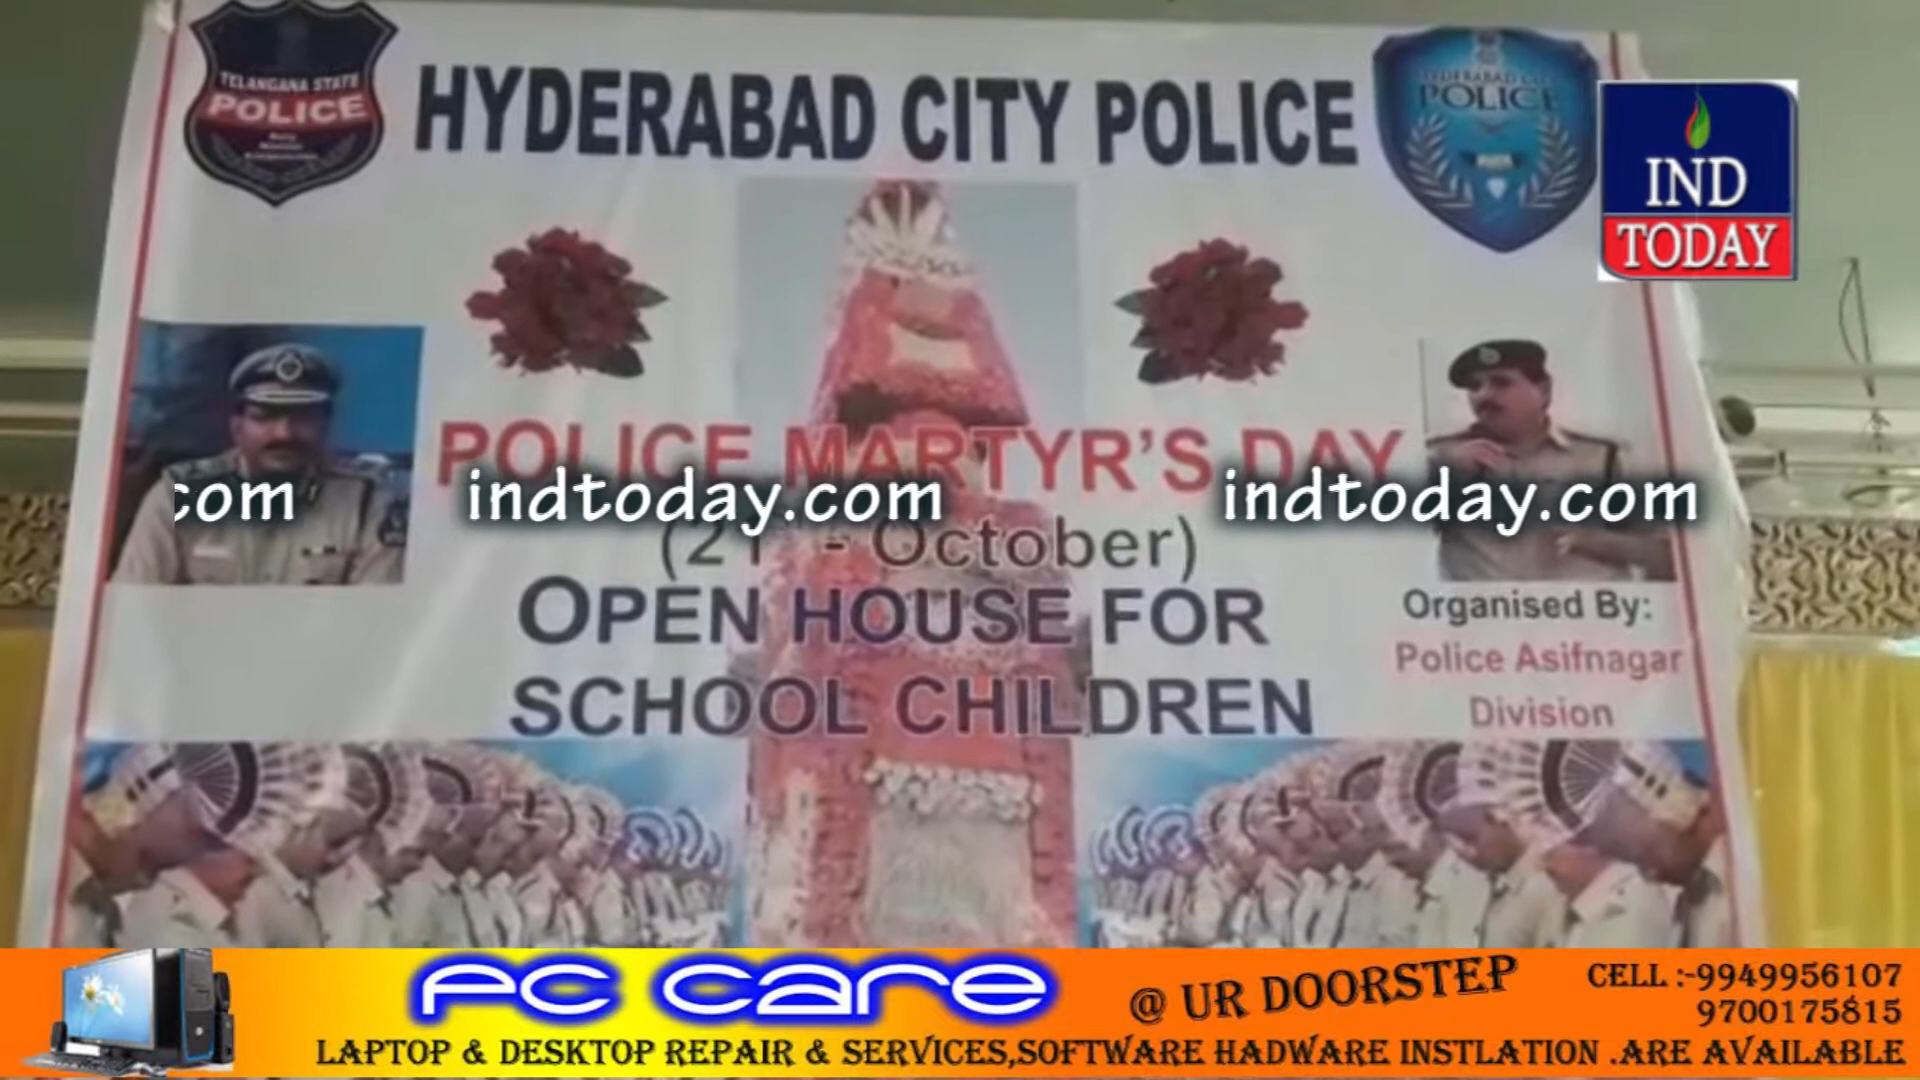 TELANGANA STATE
POLICE
HYDERABAD CITY POLICE
HYDERABAD CITY
POLICE
IND
TODAY
POLICE MARTYR'S DAY
.com
indtoday.com
indtoday.com
(21 - October)
OPEN HOUSE FOR
SCHOOL CHILDREN
Organised By:
Police Asifnagar
Division
PC CARE
@ UR DOORSTEP
CELL :-9949956107
9700175815
LAPTOP & DESKTOP REPAIR & SERVICES,SOFTWARE HADWARE INSTLATION .ARE AVAILABLE